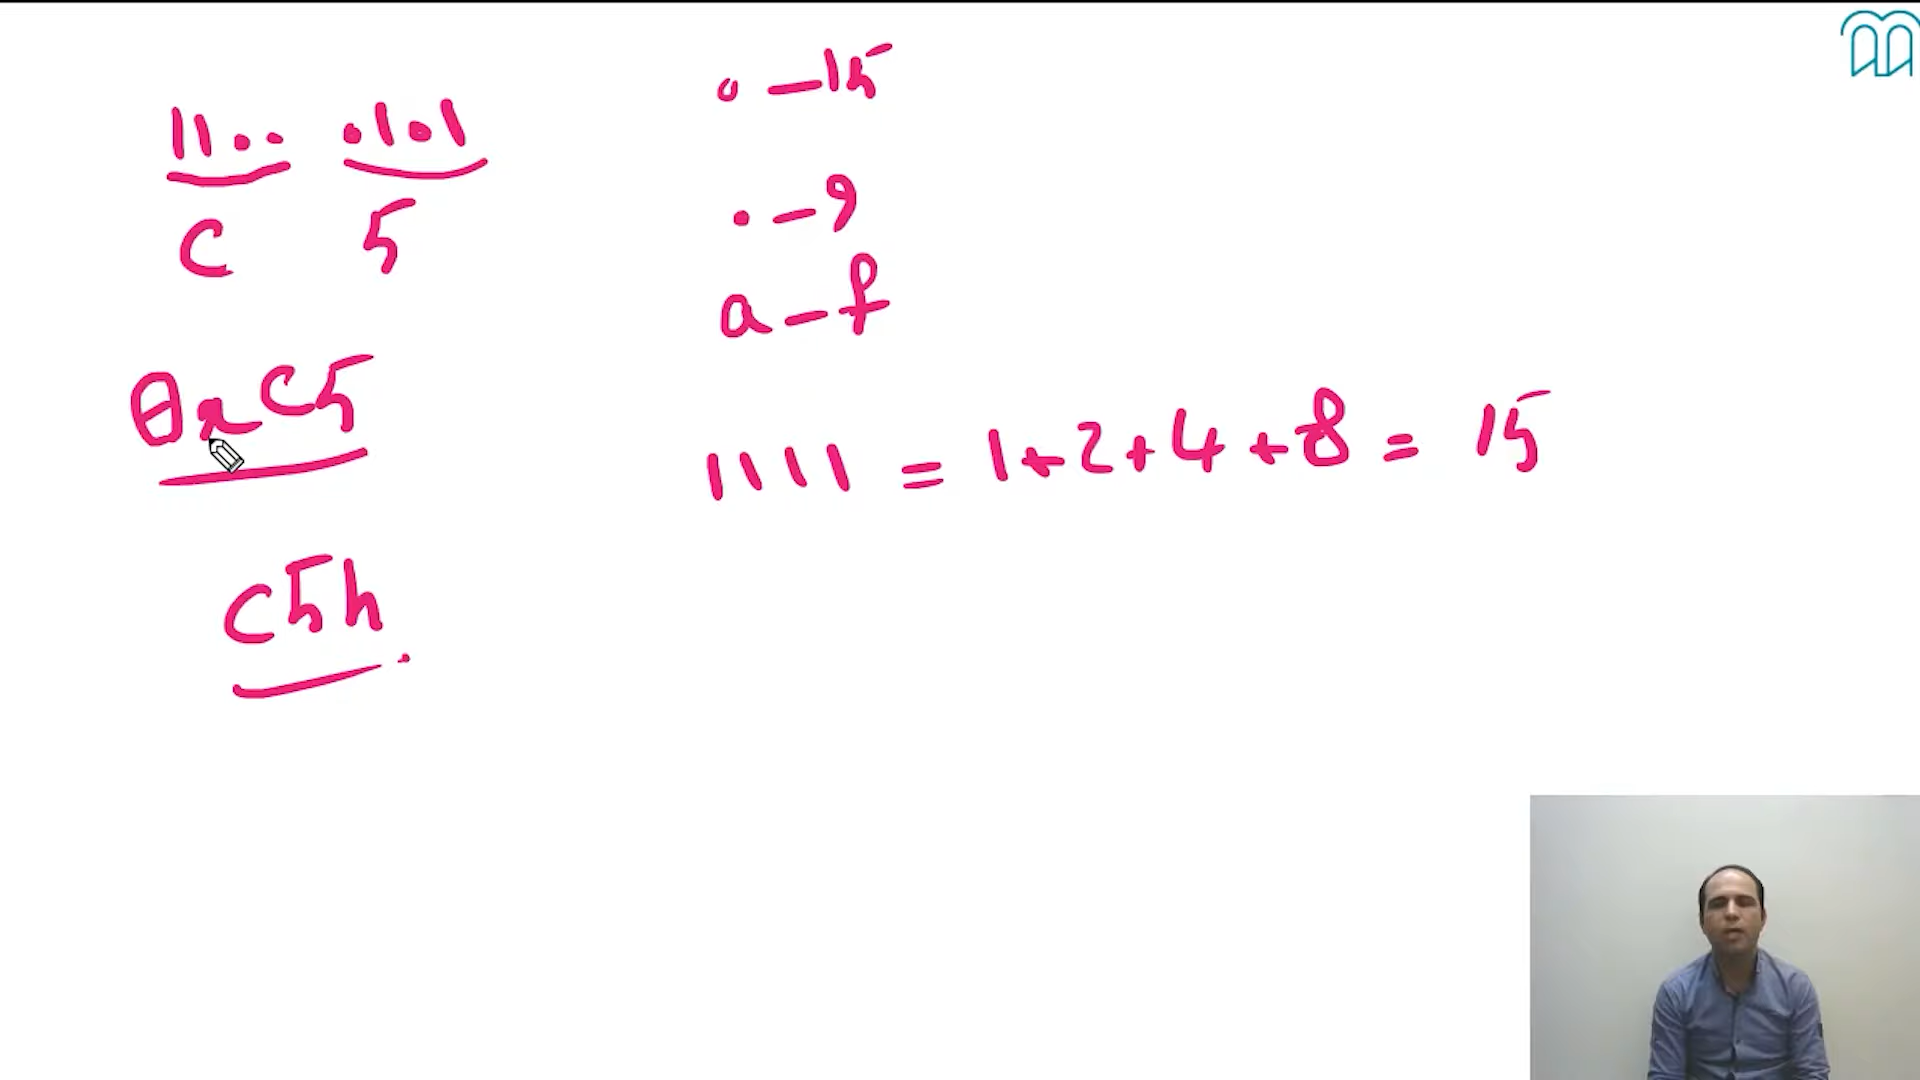 1100 0101
C 5
0xC5
C5h
0-15
0-9
a-f
1111 = 1+2+4+8 = 15